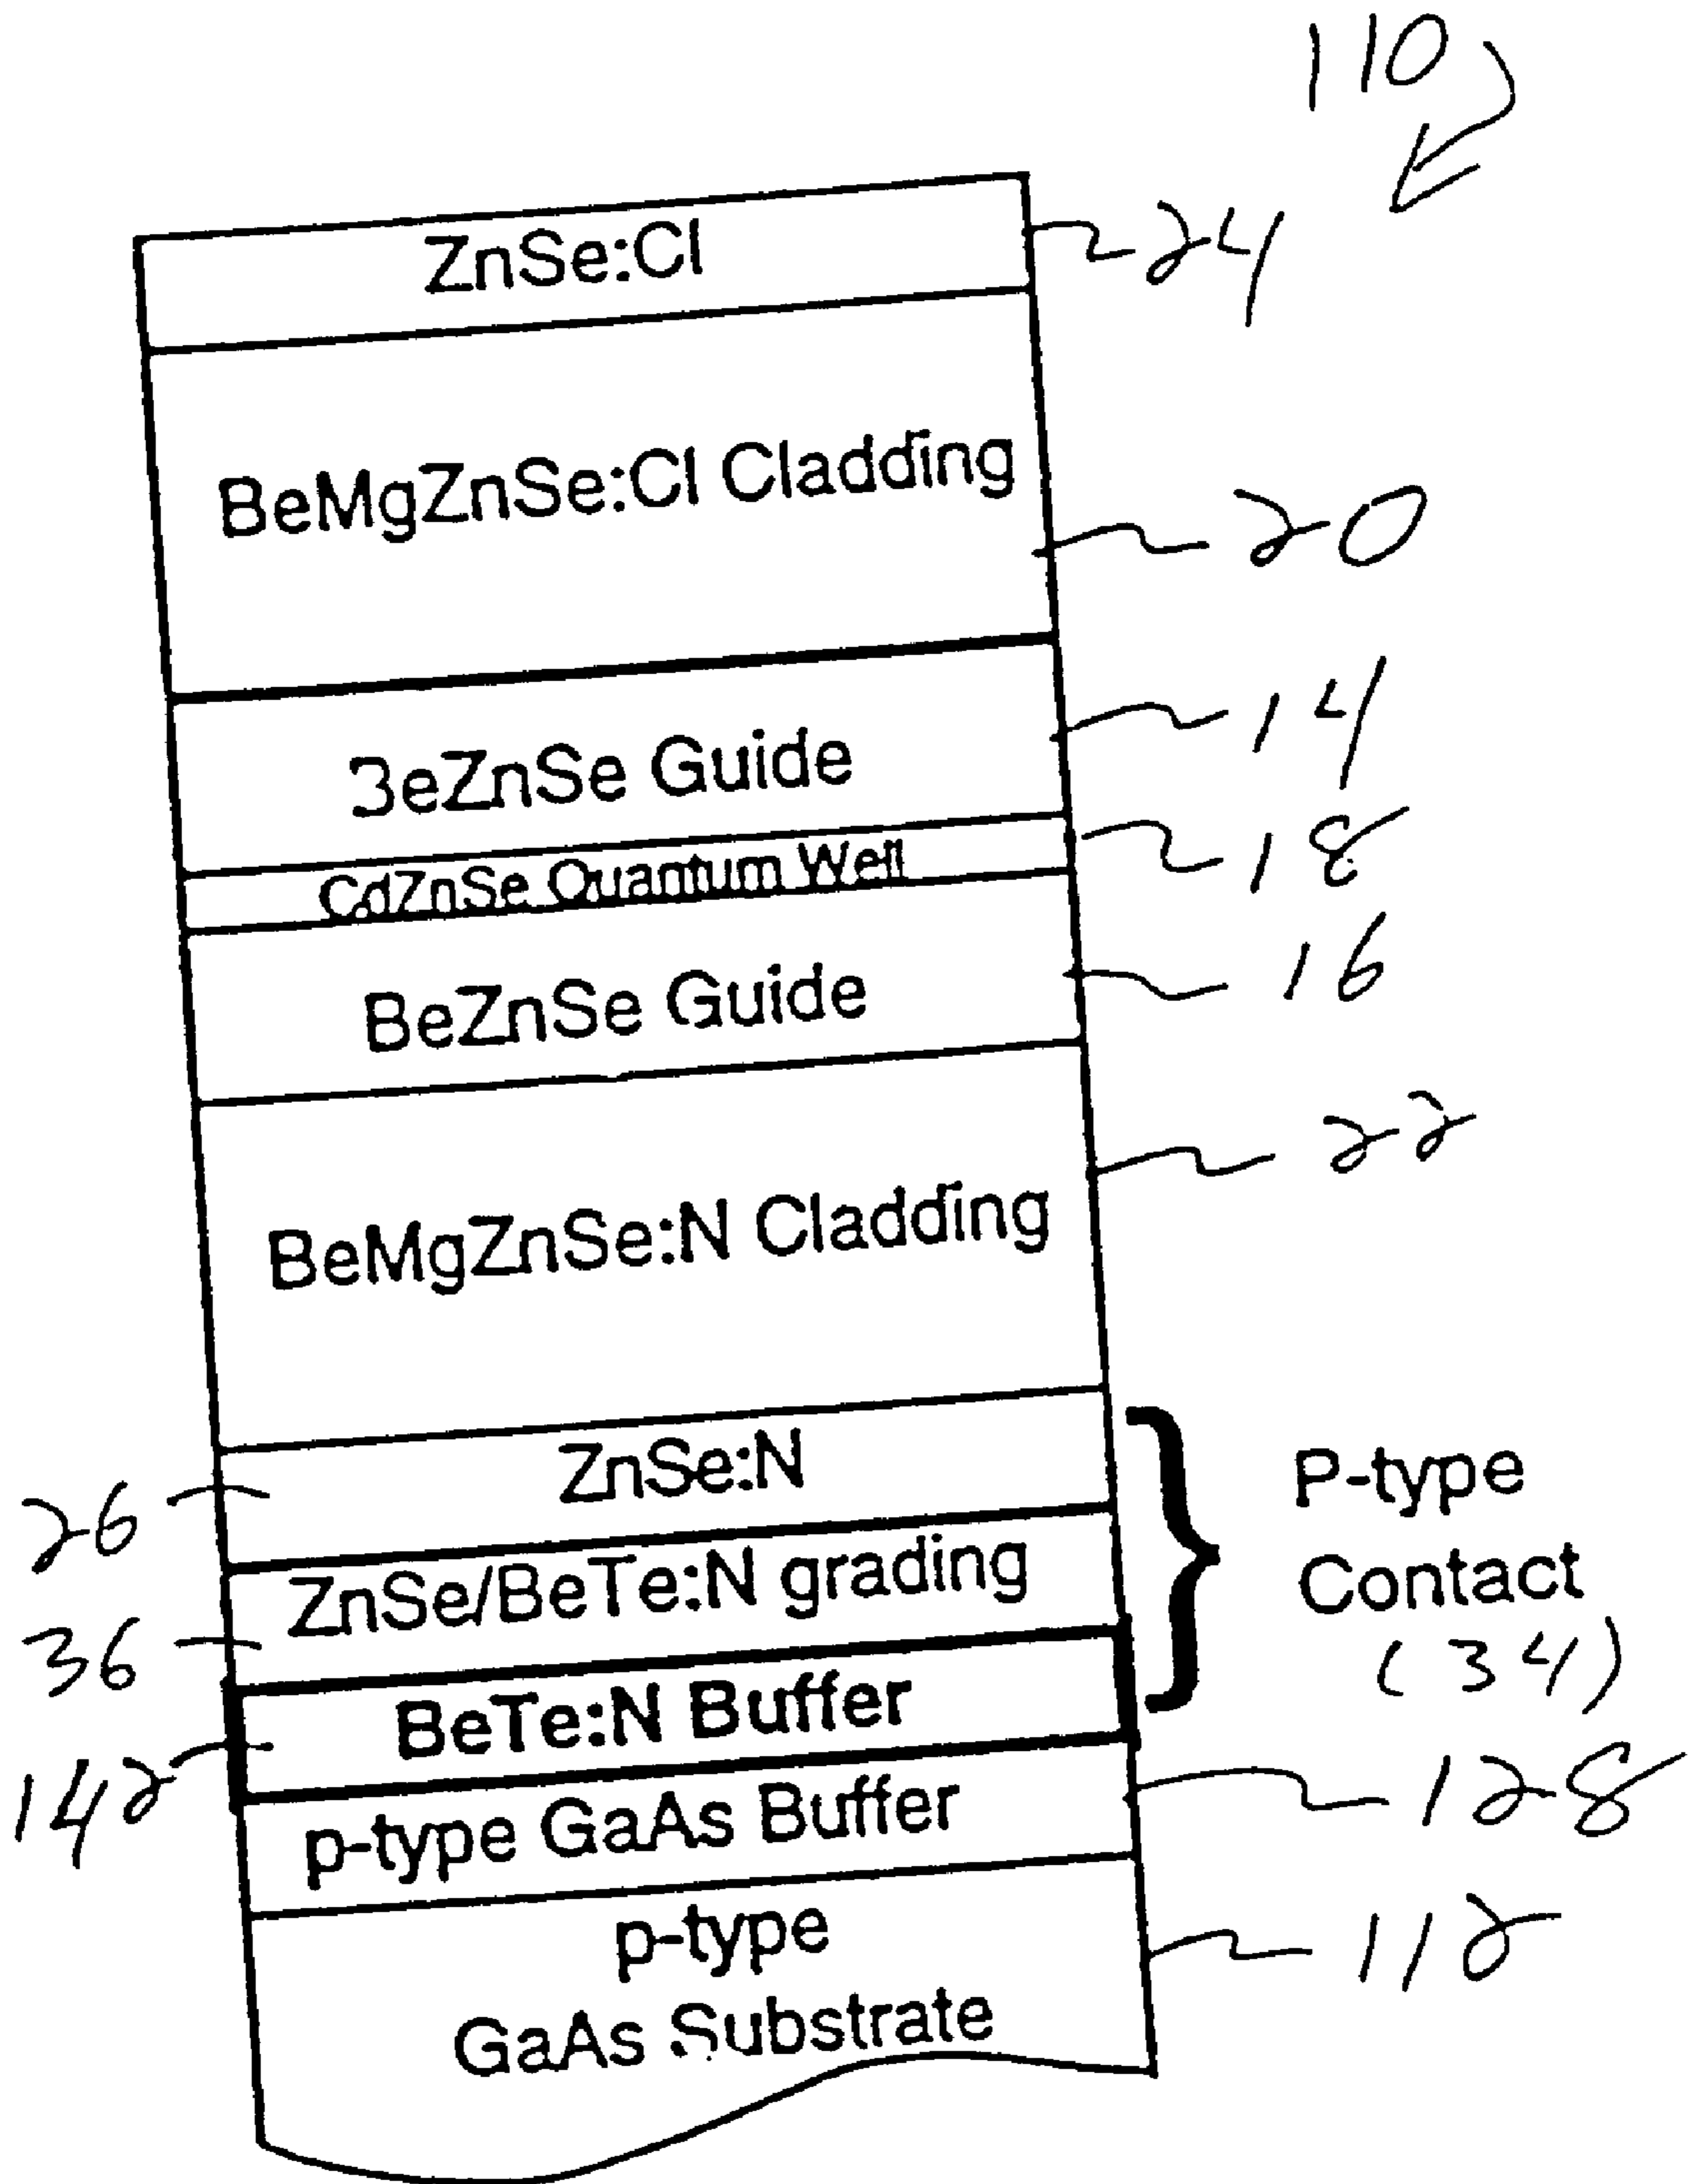 110
ZnSe:Cl
24
BeMgZnSe:Cl Cladding
20
3eZnSe Guide
14
CdZnSe Quantum Well
18
BeZnSe Guide
16
BeMgZnSe:N Cladding
22
ZnSe:N
26
ZnSe/BeTe:N grading
36
P-type
Contact
(34)
BeTe:N Buffer
142
p-type GaAs Buffer
128
p-type
GaAs Substrate
112